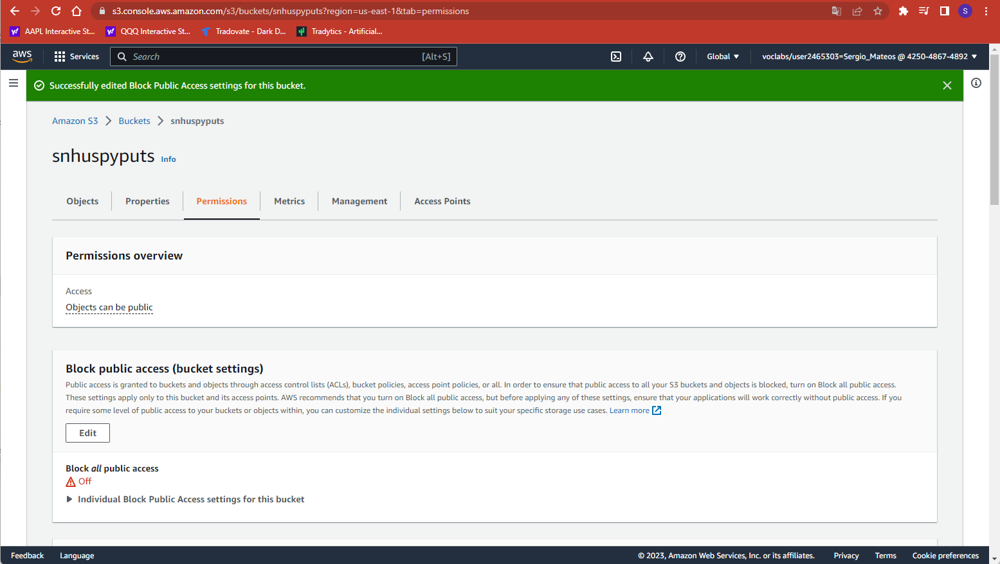 s3.console.aws.amazon.com/s3/buckets/snhuspyputs?region=us-east-1&tab=permissions
AAPL Interactive St... QQQ Interactive St... Tradovate - Dark D... Tradytics - Artificial...
aws Services Search [Alt+S] Global voclabs/user2465303=Sergio_Mateos @ 4250-4867-4892
Successfully edited Block Public Access settings for this bucket.
Amazon S3 Buckets snhuspyputs
snhuspyputs Info
Objects Properties Permissions Metrics Management Access Points
Permissions overview
Access
Objects can be public
Block public access (bucket settings)
Public access is granted to buckets and objects through access control lists (ACLs), bucket policies, access point policies, or all. In order to ensure that public access to all your S3 buckets and objects is blocked, turn on Block all public access.
These settings apply only to this bucket and its access points. AWS recommends that you turn on Block all public access, but before applying any of these settings, ensure that your applications will work correctly without public access. If you
require some level of public access to your buckets or objects within, you can customize the individual settings below to suit your specific storage use cases. Learn more
Edit
Block all public access
Off
Individual Block Public Access settings for this bucket
Feedback Language © 2023, Amazon Web Services, Inc. or its affiliates. Privacy Terms Cookie preferences